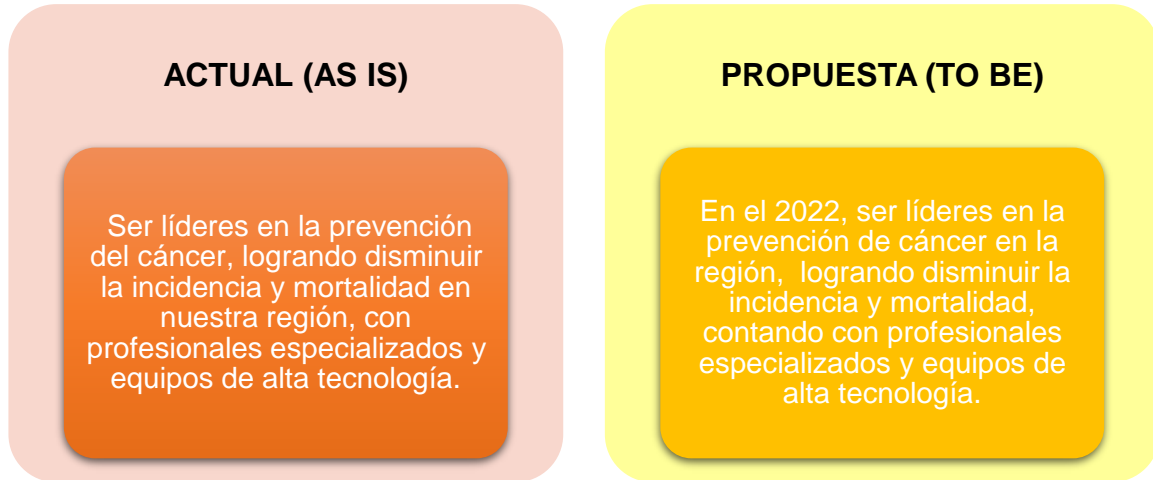 ACTUAL (AS IS)
Ser líderes en la prevención
del cáncer, logrando disminuir
la incidencia y mortalidad en
nuestra región, con
profesionales especializados y
equipos de alta tecnología.
PROPUESTA (TO BE)
En el 2022, ser líderes en la
prevención de cáncer en la
región,  logrando disminuir la
incidencia y mortalidad,
contando con profesionales
especializados y equipos de
alta tecnología.